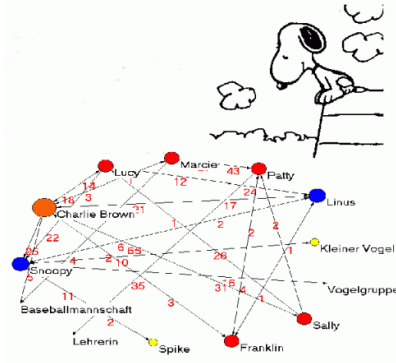 Marcie
43
Patty
Lucy
14
12
24
18
3
Linus
17
21
Charlie Brown
1
2
2
2
22
Kleiner Vogel
2
6
65
1
25
4
10
26
Snoopy
5
35
31
6
4
1
Vogelgruppe
11
3
Baseballmannschaft
2
Sally
Lehrerin
Spike
Franklin